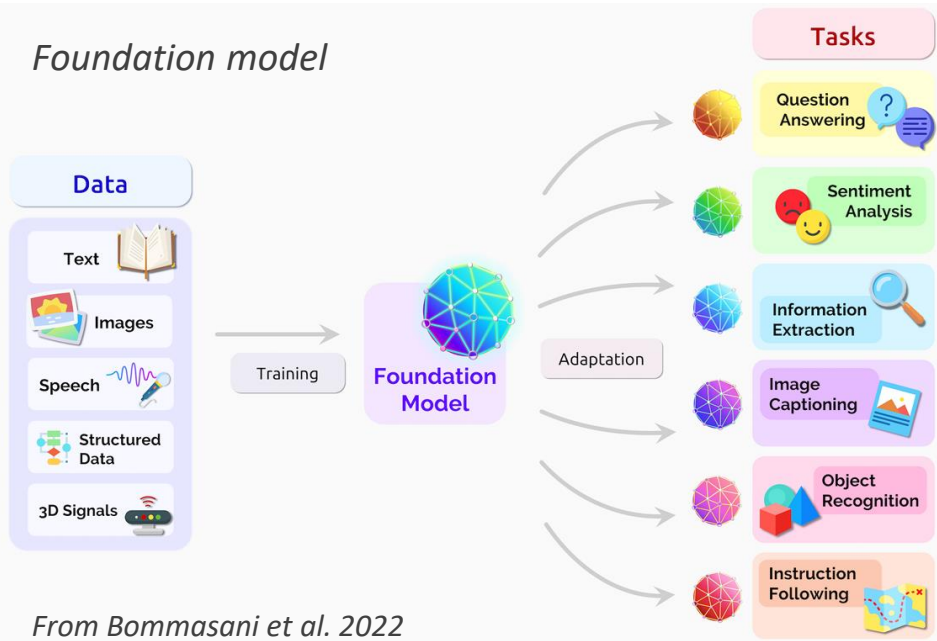 Foundation model
Data
Text
Images
Speech
Structured
Data
3D Signals
Training
Foundation
Model
Adaptation
Tasks
Question
Answering
?
Sentiment
Analysis
Information
Extraction
Image
Captioning
Object
Recognition
Instruction
Following
From Bommasani et al. 2022